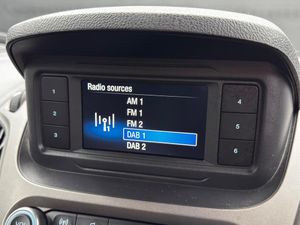 Radio sources
AM 1
FM 1
FM 2
DAB 1
DAB 2
1
2
3
4
5
6